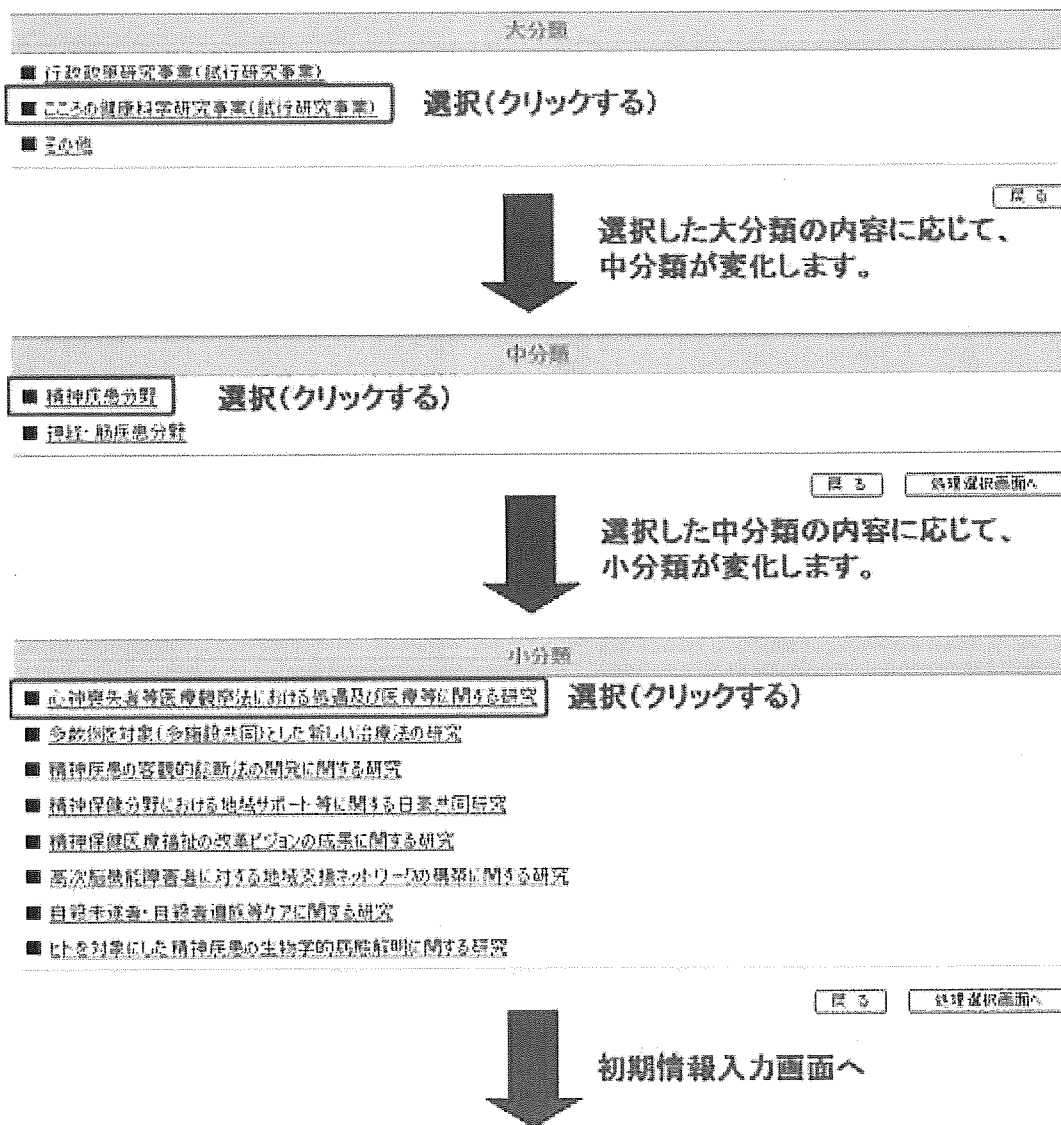 大分類
■ 行政政策研究事業(試行研究事業)
■ こころの健康科学研究事業(試行研究事業)
選択(クリックする)
■ その他
戻る
選択した大分類の内容に応じて、
中分類が変化します。
中分類
■ 精神疾患分野
選択(クリックする)
■ 神経・筋疾患分野
戻る
処理選択画面へ
選択した中分類の内容に応じて、
小分類が変化します。
小分類
■ 心神喪失者等医療観察法における処遇及び医療等に関する研究
選択(クリックする)
■ 多数例を対象(多施設共同)とした新しい治療法の研究
■ 精神疾患の客観的診断法の開発に関する研究
■ 精神保健分野における地域サポート等に関する日豪共同研究
■ 精神保健医療福祉の改革ビジョンの成果に関する研究
■ 高次脳機能障害者に対する地域支援ネットワークの構築に関する研究
■ 自殺未遂者・自殺者遺族等ケアに関する研究
■ ヒトを対象にした精神疾患の生物学的病態解明に関する研究
戻る
処理選択画面へ
初期情報入力画面へ